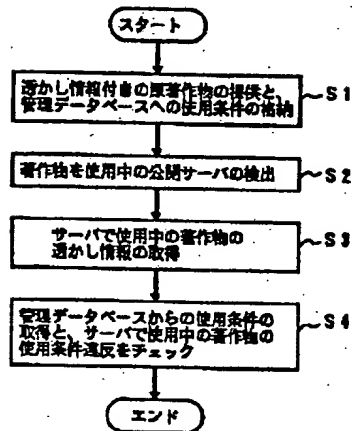 スタート
透かし情報付きの原著作物の提供と、
管理データベースへの使用条件の格納
S1
著作物を使用中の公開サーバの検出
S2
サーバで使用中の著作物の
透かし情報の取得
S3
管理データベースからの使用条件の
取得と、サーバで使用中の著作物の
使用条件違反をチェック
S4
エンド